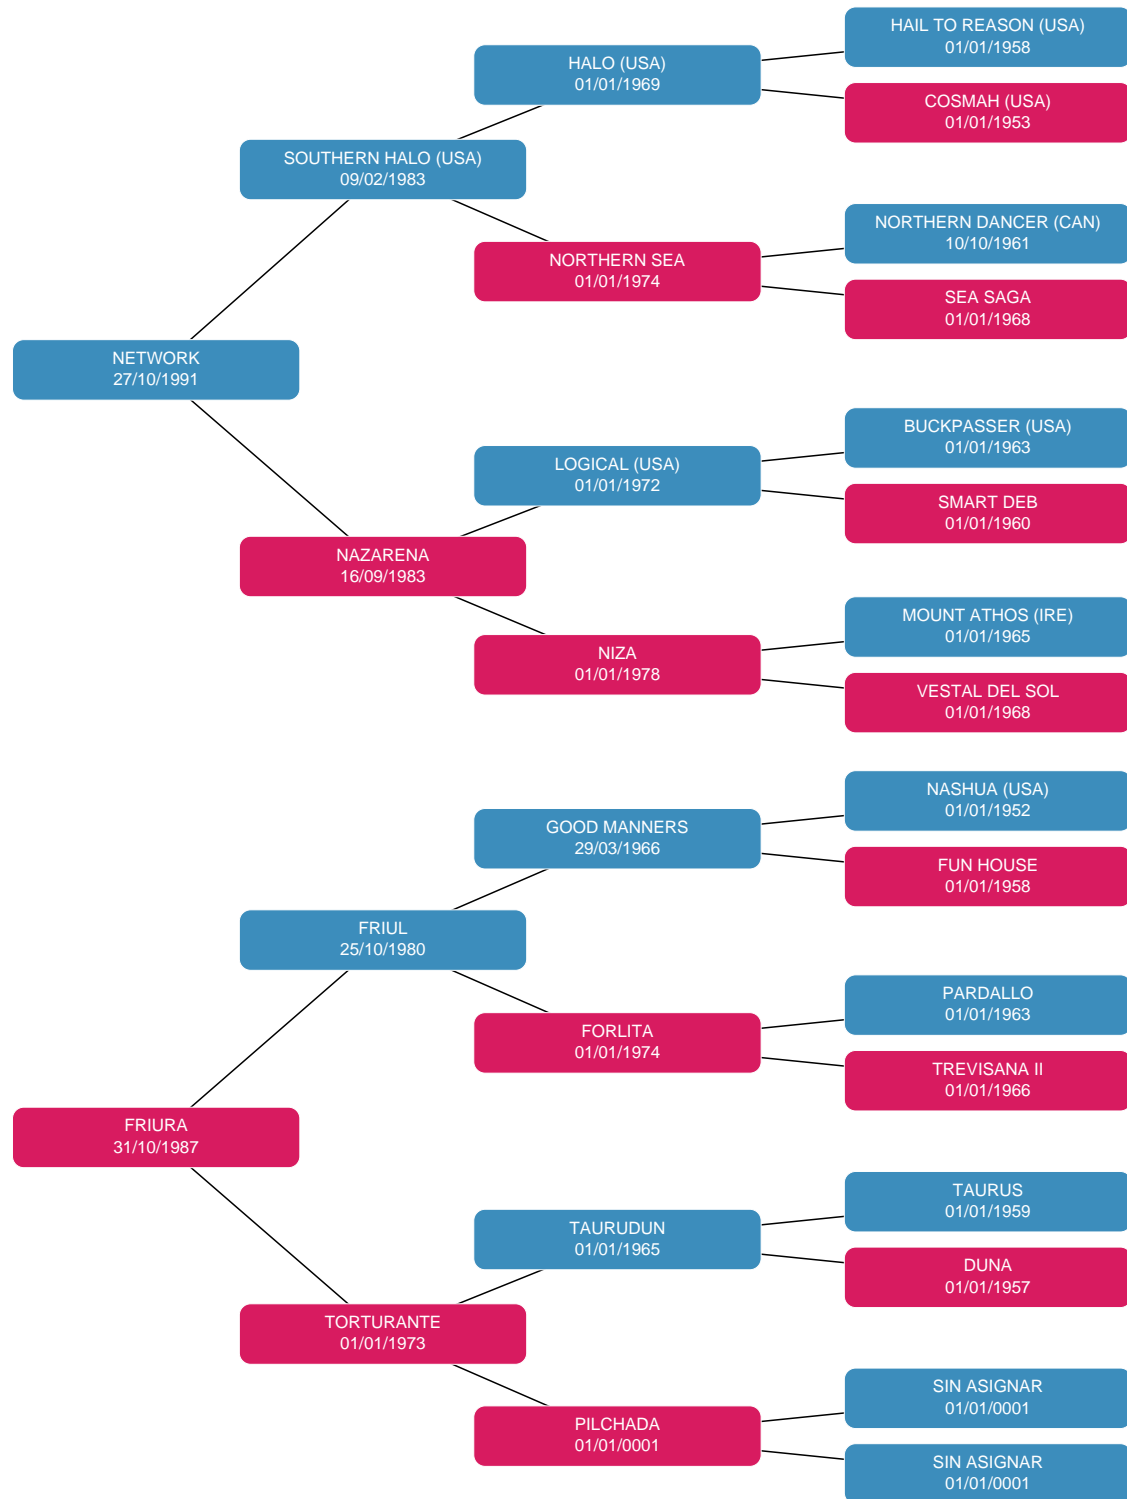 HAIL TO REASON (USA)
01/01/1958
HALO (USA)
01/01/1969
COSMAH (USA)
01/01/1953
SOUTHERN HALO (USA)
09/02/1983
NORTHERN DANCER (CAN)
10/10/1961
NORTHERN SEA
01/01/1974
SEA SAGA
01/01/1968
NETWORK
27/10/1991
BUCKPASSER (USA)
01/01/1963
LOGICAL (USA)
01/01/1972
SMART DEB
01/01/1960
NAZARENA
16/09/1983
MOUNT ATHOS (IRE)
01/01/1965
NIZA
01/01/1978
VESTAL DEL SOL
01/01/1968
NASHUA (USA)
01/01/1952
GOOD MANNERS
29/03/1966
FUN HOUSE
01/01/1958
FRIUL
25/10/1980
PARDALLO
01/01/1963
FORLITA
01/01/1974
TREVISANA II
01/01/1966
FRIURA
31/10/1987
TAURUS
01/01/1959
TAURUDUN
01/01/1965
DUNA
01/01/1957
TORTURANTE
01/01/1973
SIN ASIGNAR
01/01/0001
PILCHADA
01/01/0001
SIN ASIGNAR
01/01/0001